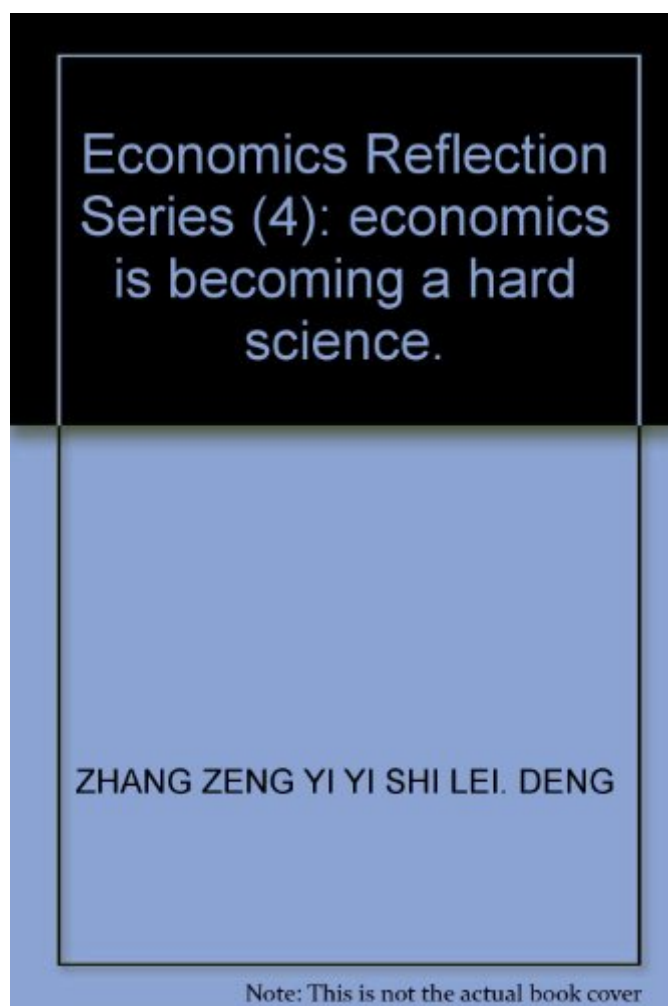 Economics Reflection
Series (4): economics
is becoming a hard
science.
ZHANG ZENG YI YI SHI LEI. DENG
Note: This is not the actual book cover